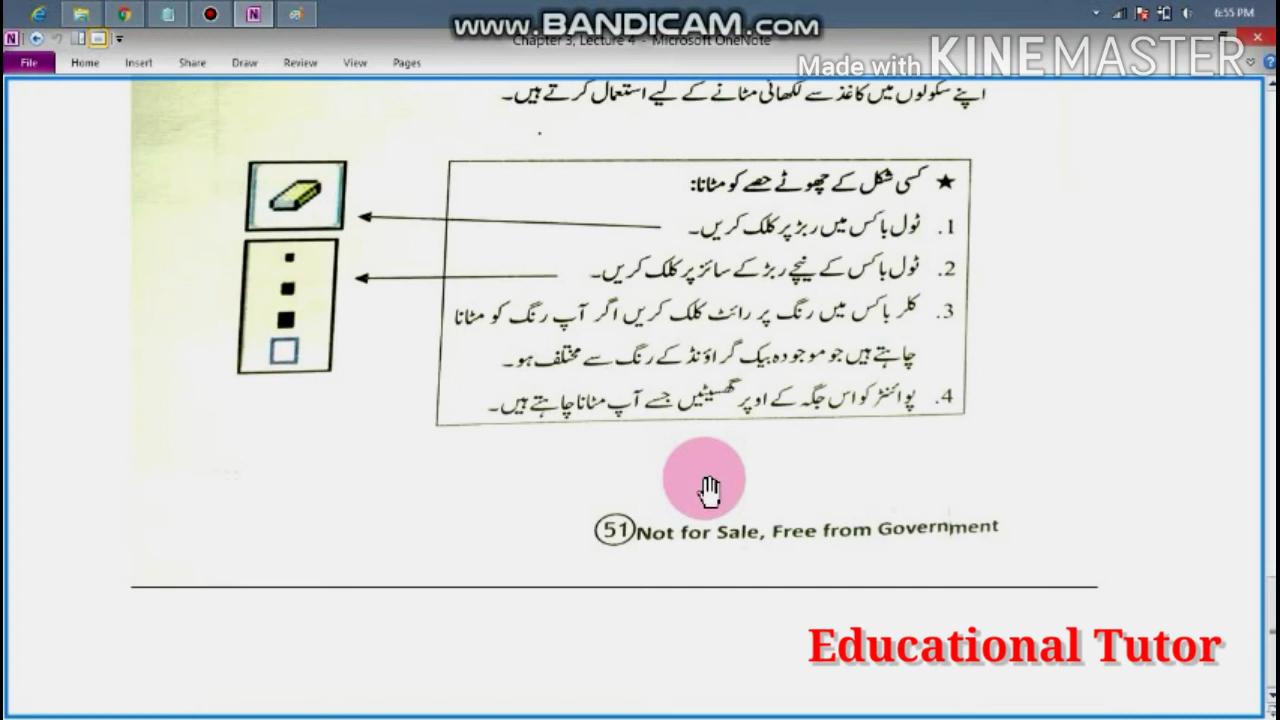 6:55 PM
www.BANDICAM.com
Chapter 3, Lecture 4 - Microsoft OneNote
Made with KINEMASTER
File Home Insert Share Draw Review View Pages
اپنے سکولوں میں کاغذ سے لکھائی مٹانے کے لیے استعمال کرتے ہیں۔
★ کسی شکل کے چھوٹے حصے کو مٹانا:
1. ٹول باکس میں ربڑ پر کلک کریں۔
2. ٹول باکس کے نیچے ربڑ کے سائز پر کلک کریں۔
3. کلر باکس میں رنگ پر رائٹ کلک کریں اگر آپ رنگ کو مٹانا
چاہتے ہیں جو موجودہ بیک گراؤنڈ کے رنگ سے مختلف ہو۔
4. پوائنٹر کو اس جگہ کے اوپر گھسیٹیں جسے آپ مٹانا چاہتے ہیں۔
51 Not for Sale, Free from Government
Educational Tutor